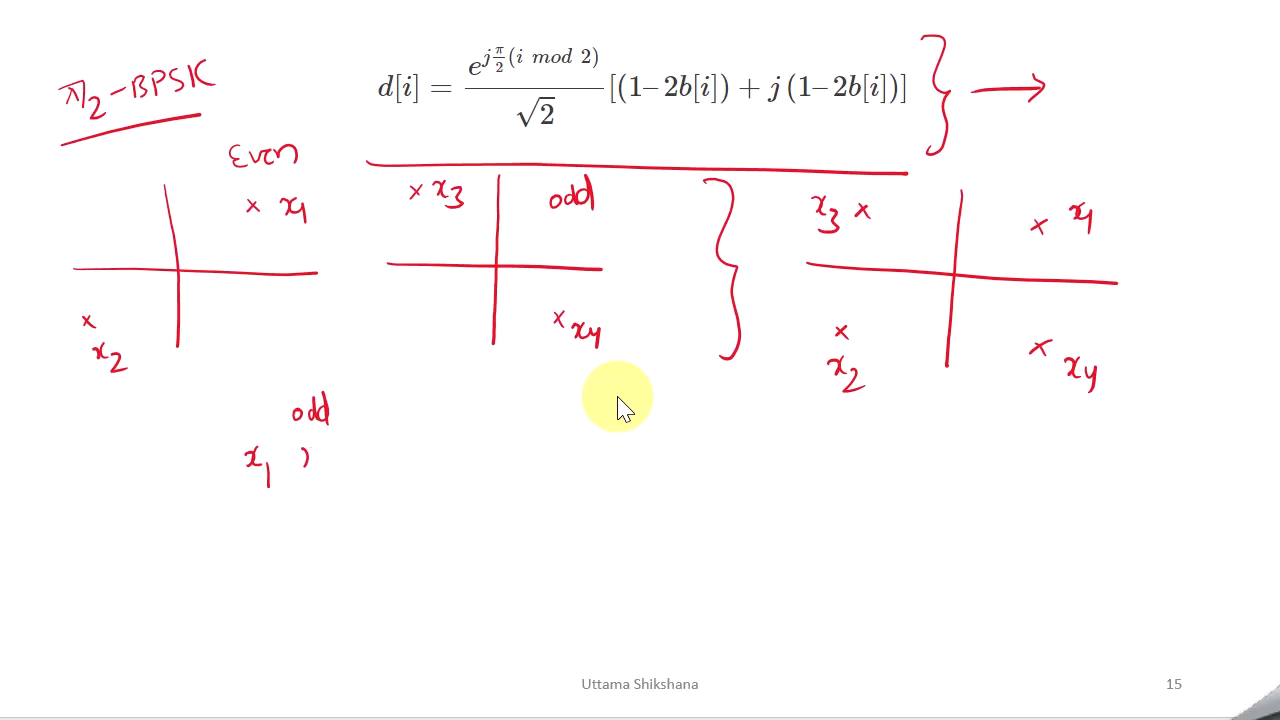 π/2 - BPSK
d[i] = e^{j\frac{π}{2}(i mod 2)} / √2 [(1–2b[i]) + j(1–2b[i])]
Even
x1
x2
x3
odd
x4
x3
x1
x2
x4
odd
x1
Uttama Shikshana
15